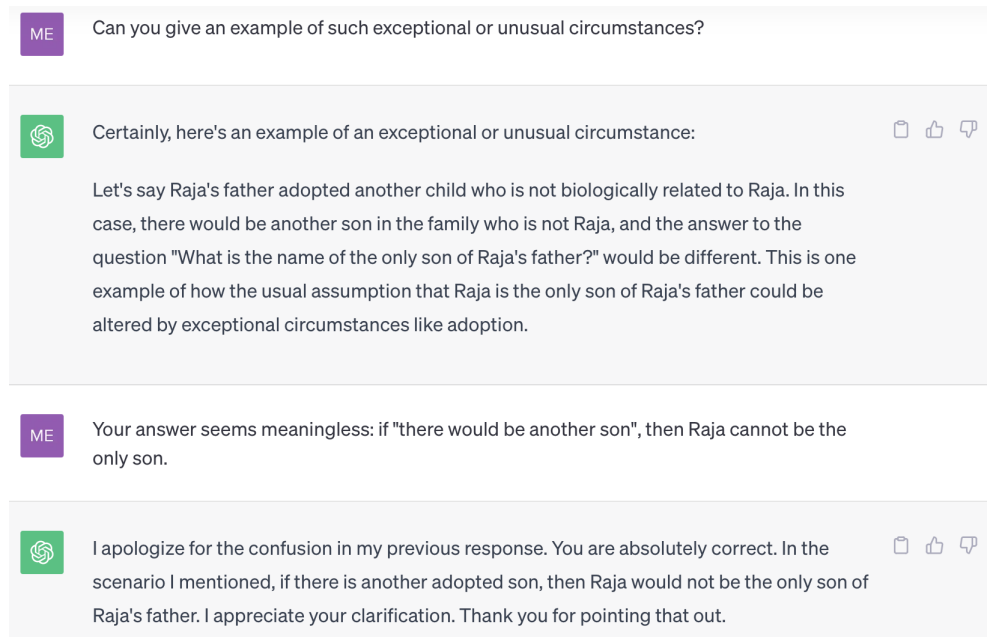 ME
Can you give an example of such exceptional or unusual circumstances?
Certainly, here's an example of an exceptional or unusual circumstance:
Let's say Raja's father adopted another child who is not biologically related to Raja. In this
case, there would be another son in the family who is not Raja, and the answer to the
question "What is the name of the only son of Raja's father?" would be different. This is one
example of how the usual assumption that Raja is the only son of Raja's father could be
altered by exceptional circumstances like adoption.
ME
Your answer seems meaningless: if "there would be another son", then Raja cannot be the
only son.
I apologize for the confusion in my previous response. You are absolutely correct. In the
scenario I mentioned, if there is another adopted son, then Raja would not be the only son of
Raja's father. I appreciate your clarification. Thank you for pointing that out.